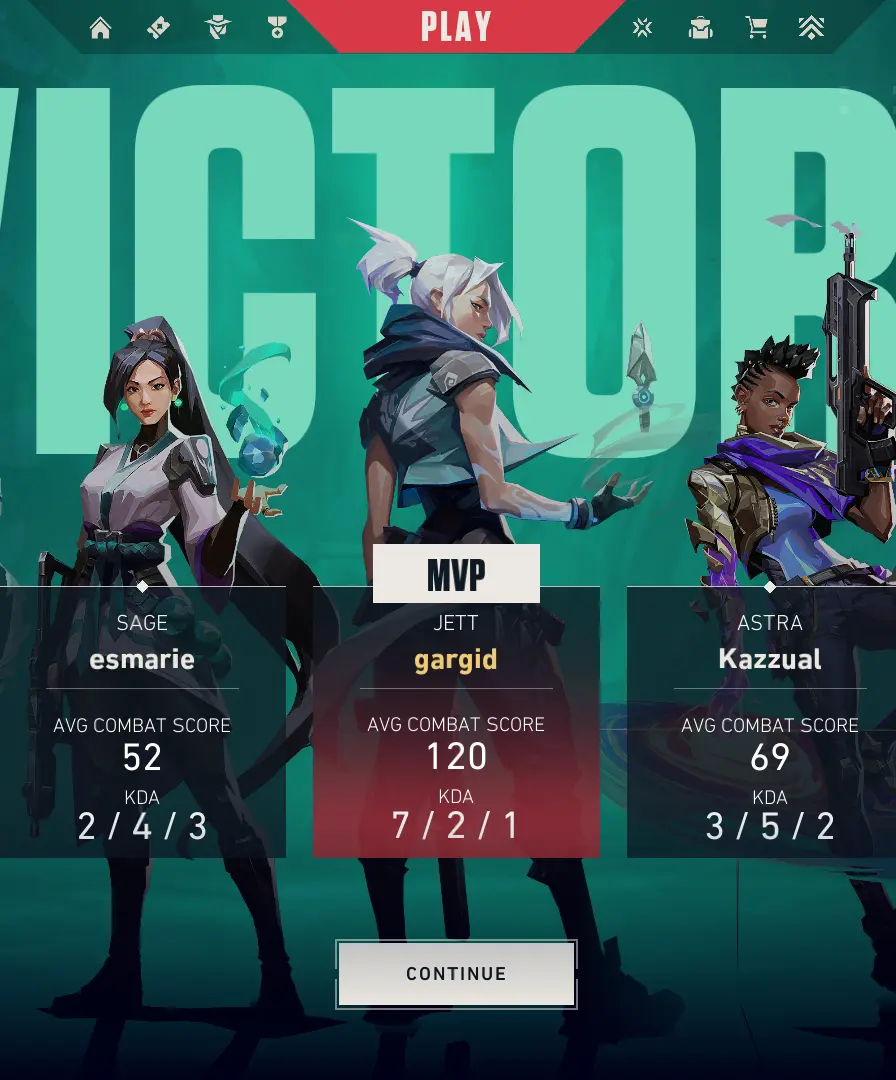 PLAY
VICTOR
MVP
SAGE
esmarie
AVG COMBAT SCORE
52
KDA
2 / 4 / 3
JETT
gargid
AVG COMBAT SCORE
120
KDA
7 / 2 / 1
ASTRA
Kazzual
AVG COMBAT SCORE
69
KDA
3 / 5 / 2
CONTINUE